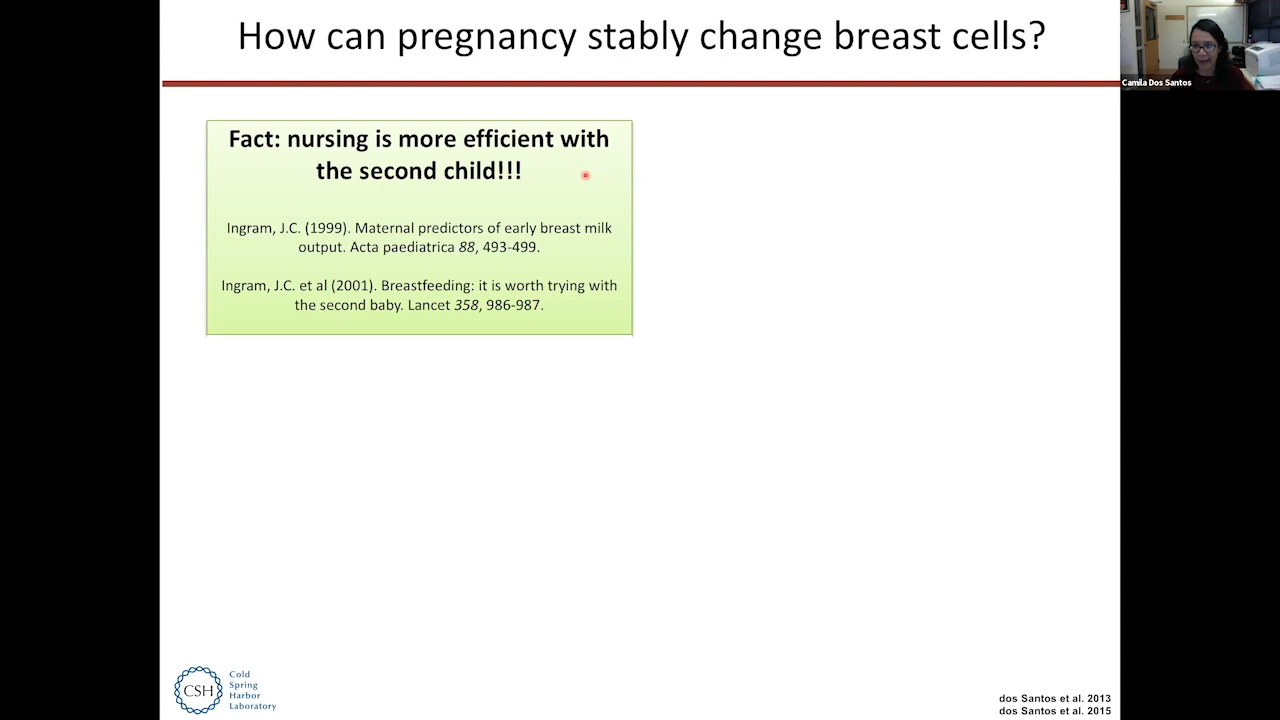 How can pregnancy stably change breast cells?
Camila Dos Santos
Fact: nursing is more efficient with
the second child!!!
Ingram, J.C. (1999). Maternal predictors of early breast milk
output. Acta paediatrica 88, 493-499.
Ingram, J.C. et al (2001). Breastfeeding: it is worth trying with
the second baby. Lancet 358, 986-987.
CSH
Cold
Spring
Harbor
Laboratory
dos Santos et al. 2013
dos Santos et al. 2015